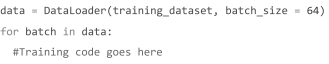 data = DataLoader(training_dataset, batch_size = 64)
for batch in data:
  #Training code goes here